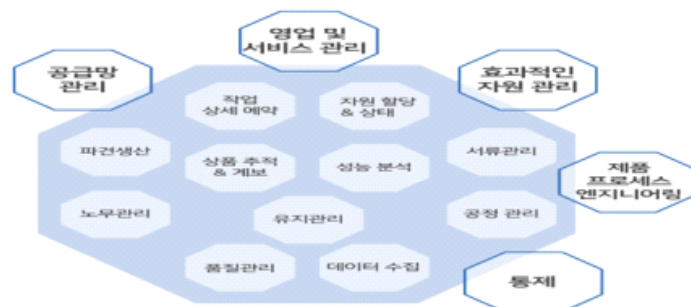 영업 및
서비스 관리
공급망
관리
효과적인
자원 관리
작업
상세 예약
자원 할당
& 상태
파견생산
상품 추적
& 계보
성능 분석
서류관리
제품
프로세스
엔지니어링
노무관리
유지관리
공정 관리
품질관리
데이터 수집
통제